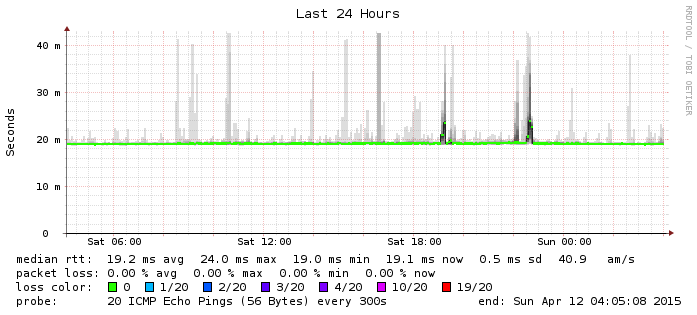 Last 24 Hours
RRDTOOL / TOBI OETIKER
Seconds
40 m
30 m
20 m
10 m
0
Sat 06:00 Sat 12:00 Sat 18:00 Sun 00:00
median rtt: 19.2 ms avg 24.0 ms max 19.0 ms min 19.1 ms now 0.5 ms sd 40.9 am/s
packet loss: 0.00 % avg 0.00 % max 0.00 % min 0.00 % now
loss color: 0 1/20 2/20 3/20 4/20 10/20 19/20
probe: 20 ICMP Echo Pings (56 Bytes) every 300s end: Sun Apr 12 04:05:08 2015